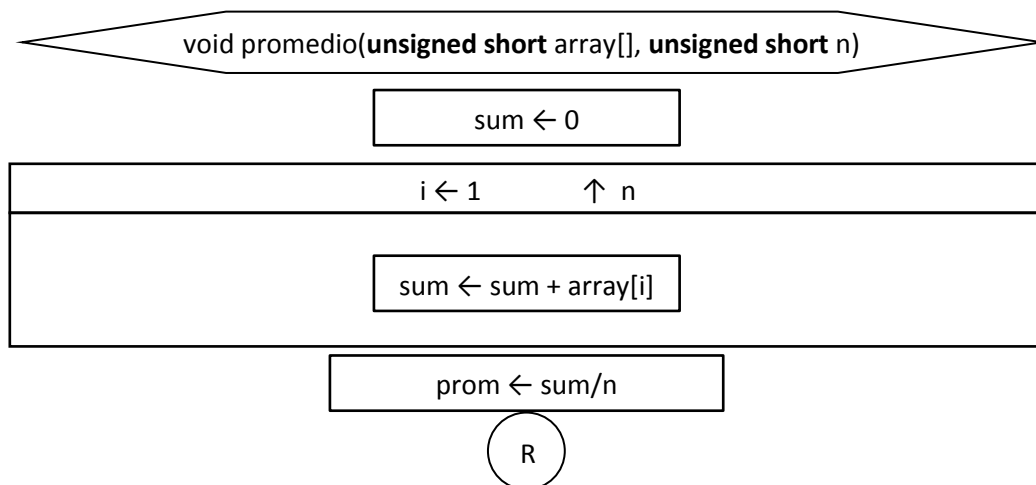 void promedio(unsigned short array[], unsigned short n)
sum ← 0
i ← 1 ↑ n
sum ← sum + array[i]
prom ← sum/n
R